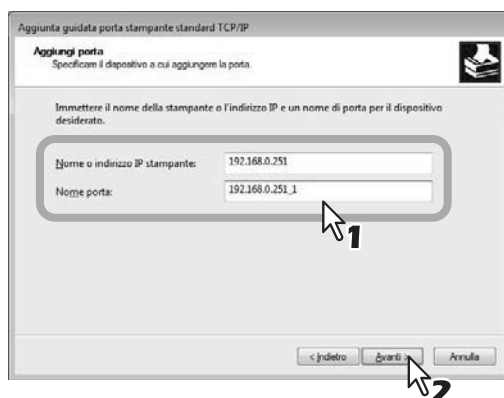 Aggiunta guidata porta stampante standard TCP/IP
Aggiungi porta
Specificare il dispositivo a cui aggiungere la porta.
Immettere il nome della stampante o l'indirizzo IP e un nome di porta per il dispositivo
desiderato.
Nome o indirizzo IP stampante: 192.168.0.251
Nome porta: 192.168.0.251_1
1
< Indietro Avanti > Annulla
2